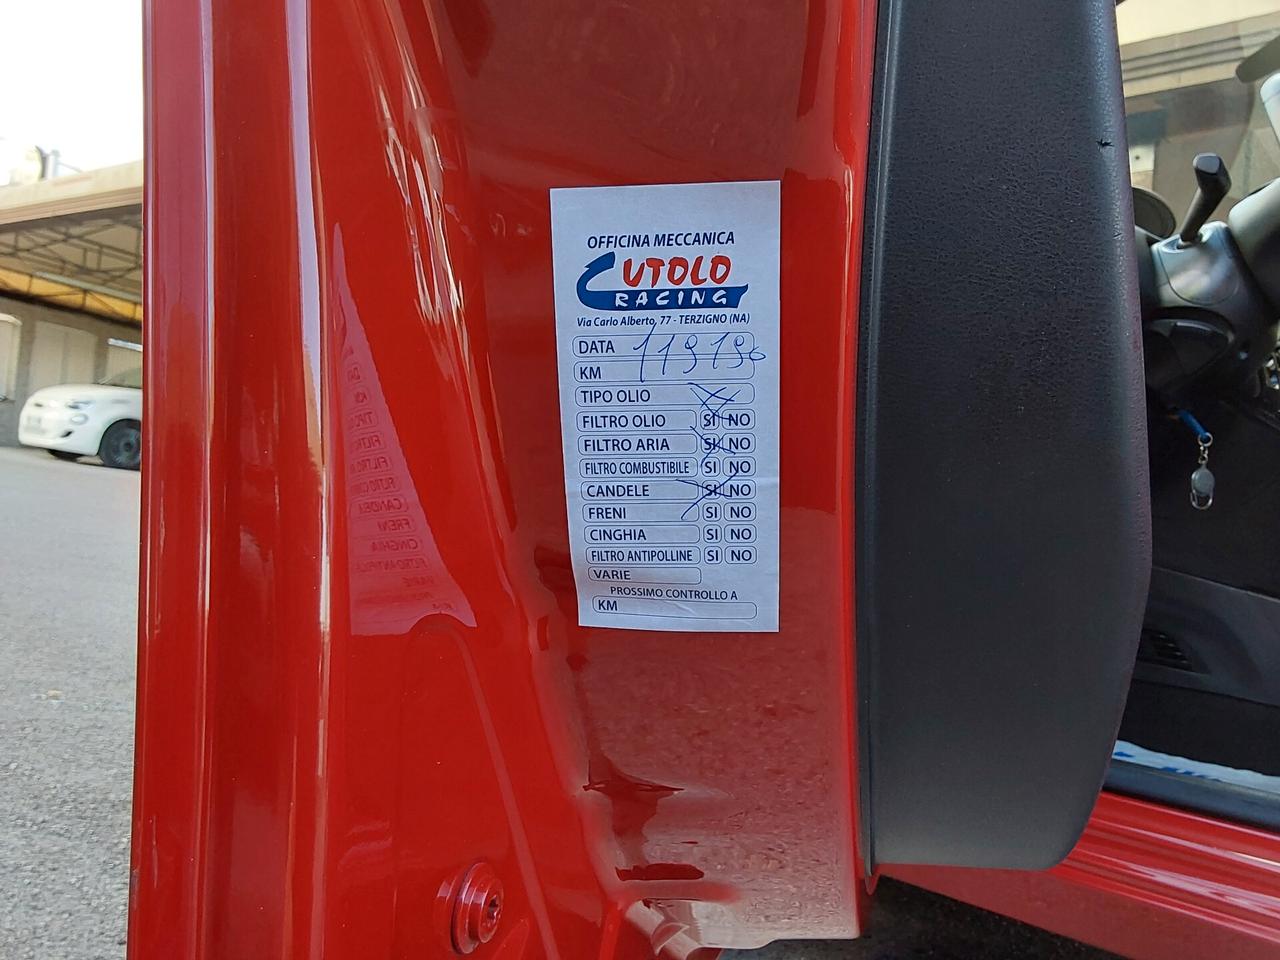 OFFICINA MECCANICA
CUTOLO
RACING
Via Carlo Alberto, 77 - TERZIGNO (NA)
DATA
119196
KM
TIPO OLIO
FILTRO OLIO SI NO
FILTRO ARIA SI NO
FILTRO COMBUSTIBILE SI NO
CANDELE SI NO
FRENI SI NO
CINGHIA SI NO
FILTRO ANTIPOLLINE SI NO
VARIE
PROSSIMO CONTROLLO A
KM